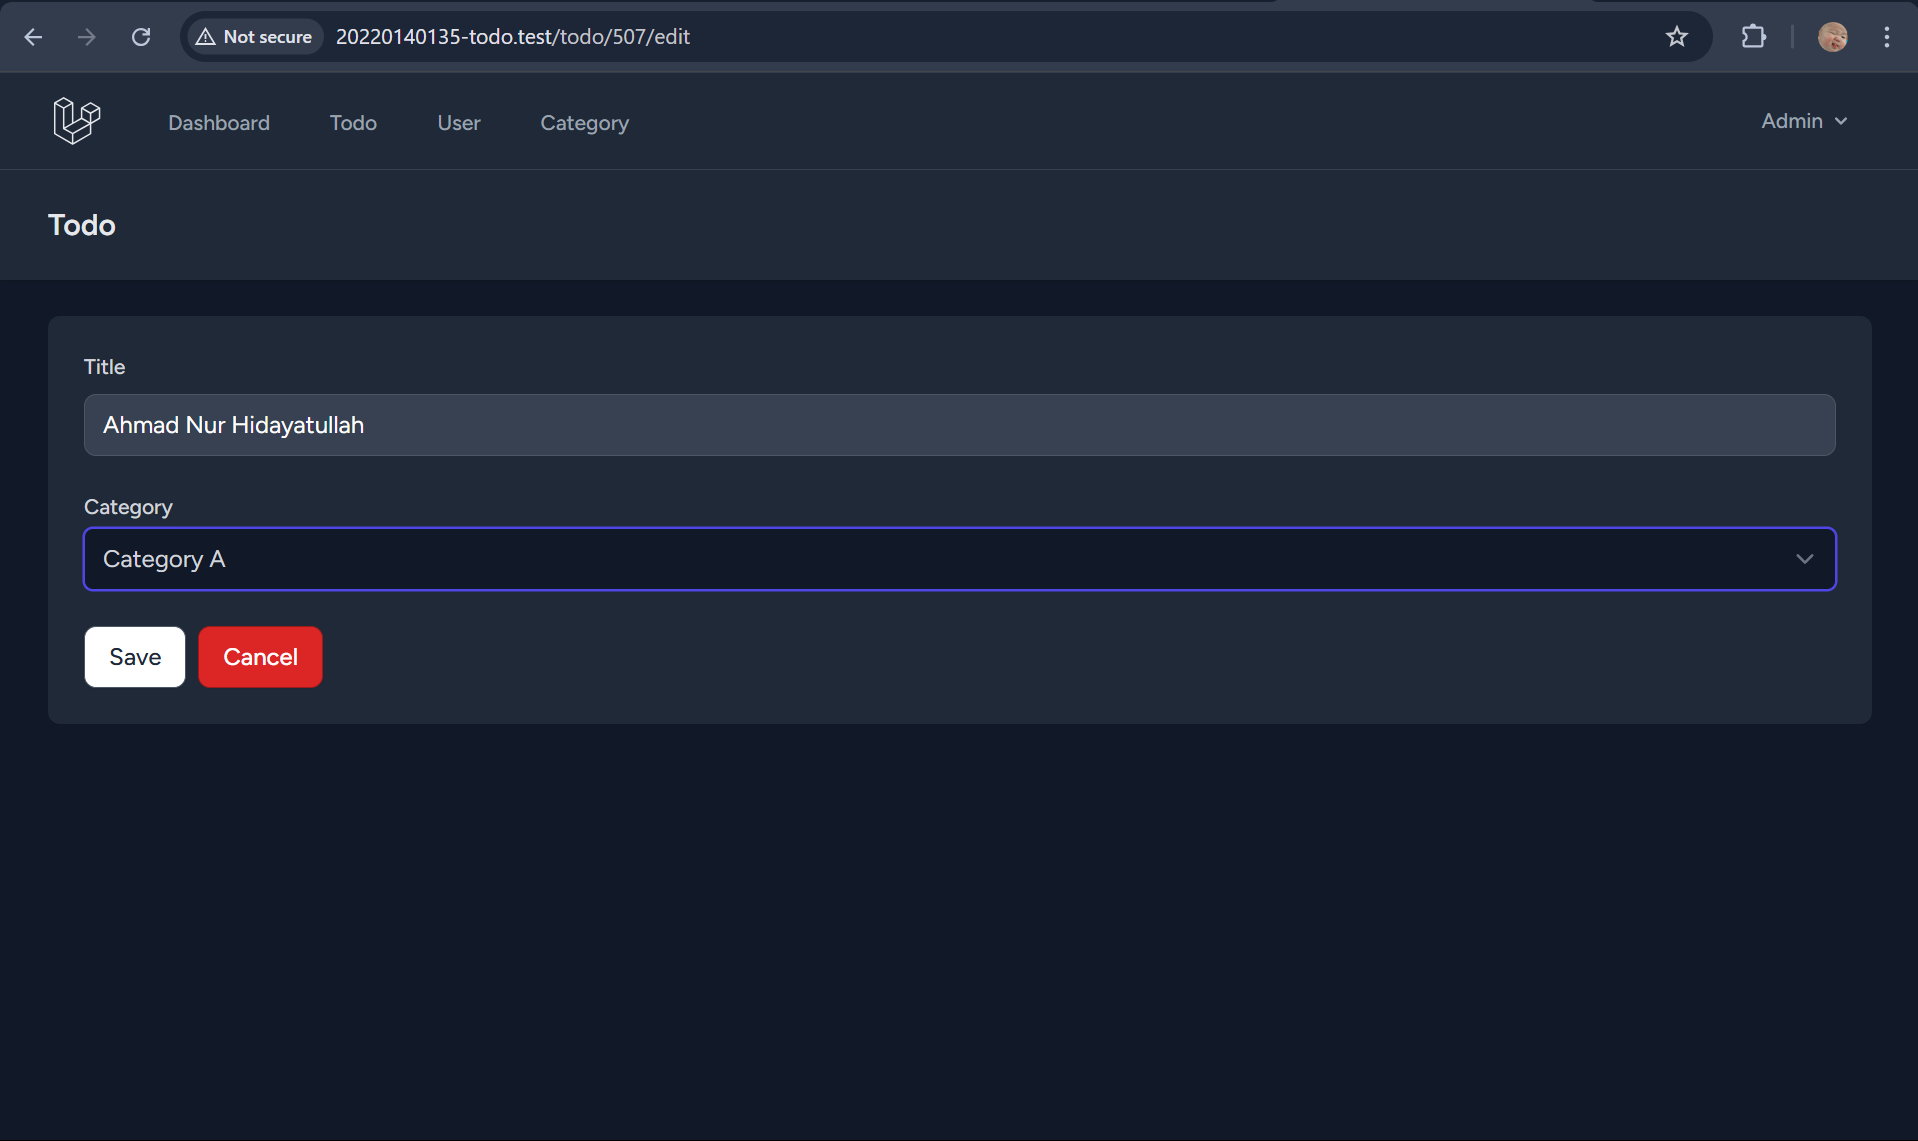 Not secure 20220140135-todo.test/todo/507/edit
Dashboard Todo User Category Admin
Todo
Title
Ahmad Nur Hidayatullah
Category
Category A
Save Cancel